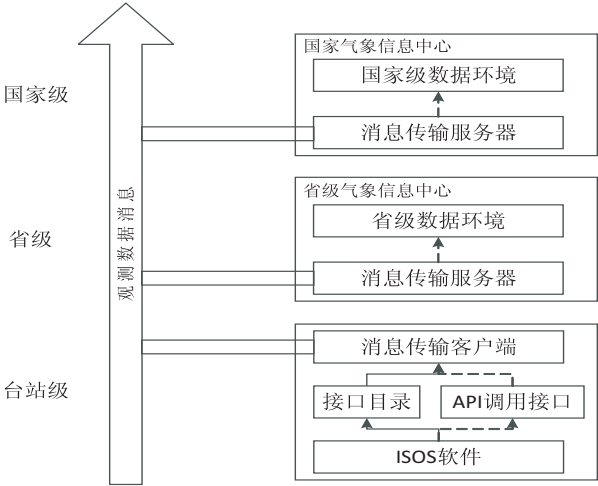 国家气象信息中心
国家级数据环境
国家级
消息传输服务器
省级气象信息中心
省级数据环境
省级
消息传输服务器
观测数据消息
消息传输客户端
台站级
接口目录
API调用接口
ISOS软件